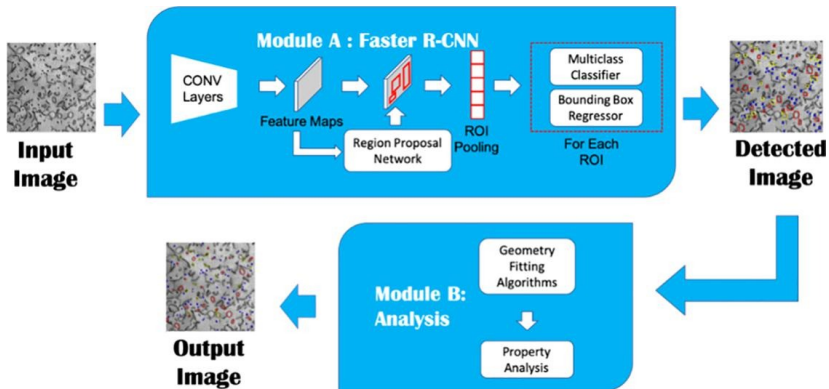 Module A : Faster R-CNN
CONV
Layers
Feature Maps
Region Proposal
Network
ROI
Pooling
Multiclass
Classifier
Bounding Box
Regressor
For Each
ROI
Input
Image
Detected
Image
Geometry
Fitting
Algorithms
Module B:
Analysis
Property
Analysis
Output
Image